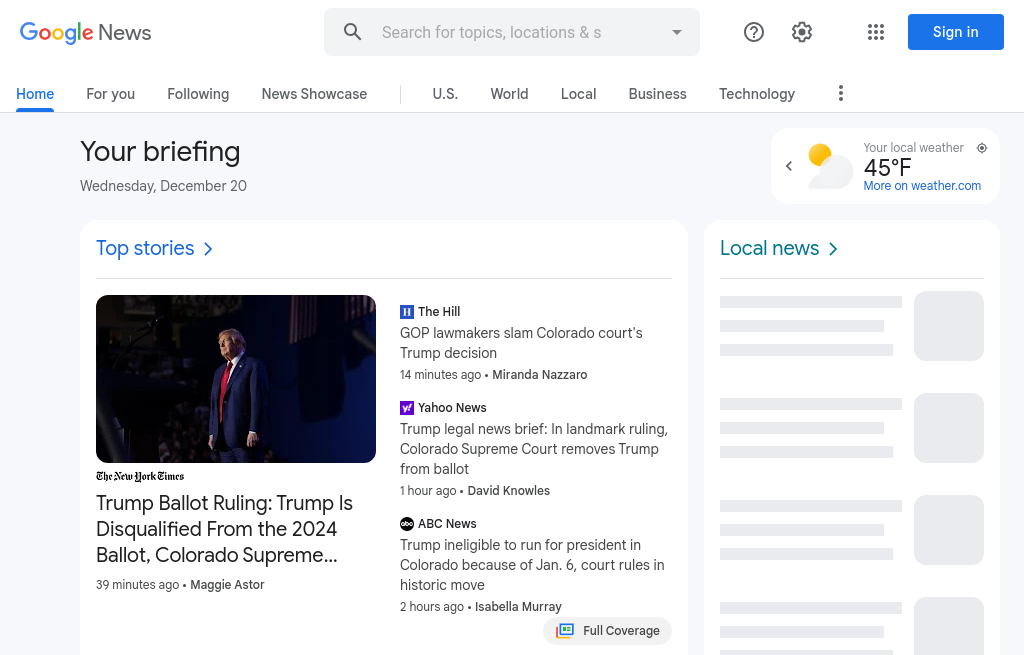 Google News
Search for topics, locations & s
Sign in
Home For you Following News Showcase U.S. World Local Business Technology
Your briefing
Wednesday, December 20
Your local weather
45°F
More on weather.com
Top stories
The New York Times
Trump Ballot Ruling: Trump Is
Disqualified From the 2024
Ballot, Colorado Supreme...
39 minutes ago • Maggie Astor
H The Hill
GOP lawmakers slam Colorado court's
Trump decision
14 minutes ago • Miranda Nazzaro
y! Yahoo News
Trump legal news brief: In landmark ruling,
Colorado Supreme Court removes Trump
from ballot
1 hour ago • David Knowles
abc ABC News
Trump ineligible to run for president in
Colorado because of Jan. 6, court rules in
historic move
2 hours ago • Isabella Murray
Full Coverage
Local news